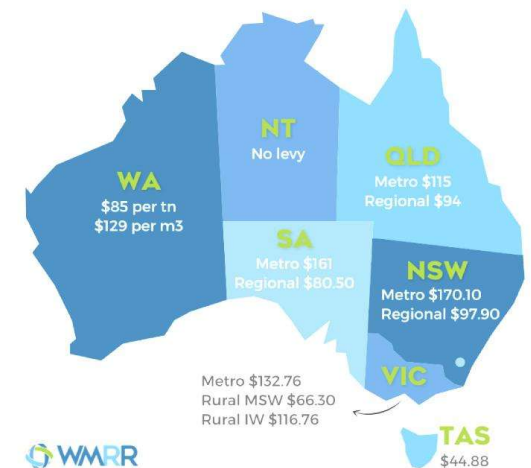 NT
No levy
QLD
Metro $115
Regional $94
WA
$85 per tn
$129 per m3
SA
Metro $161
Regional $80.50
NSW
Metro $170.10
Regional $97.90
VIC
Metro $132.76
Rural MSW $66.30
Rural IW $116.76
TAS
$44.88
WMRR